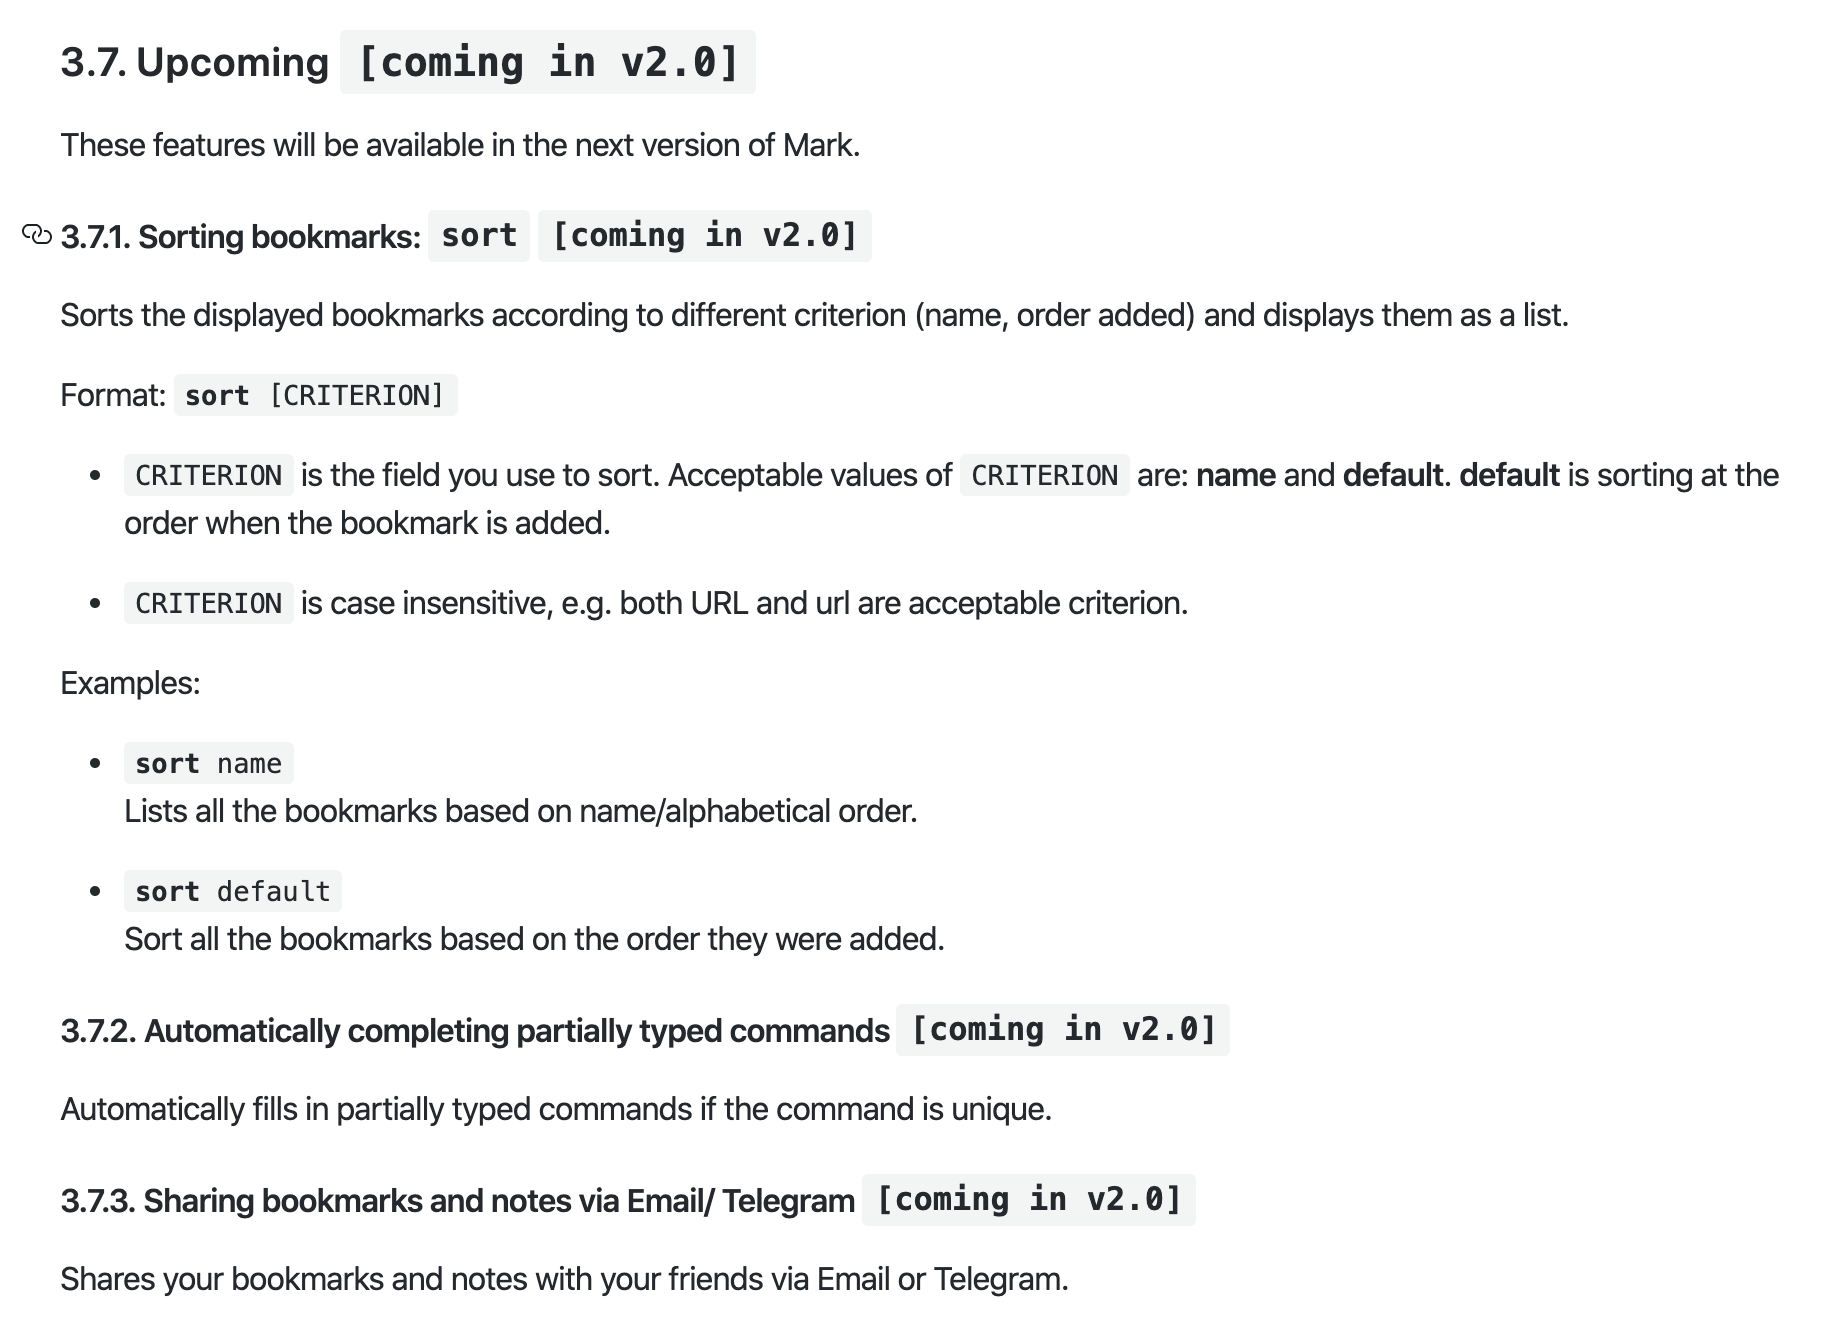 3.7. Upcoming [coming in v2.0]
These features will be available in the next version of Mark.
3.7.1. Sorting bookmarks: sort [coming in v2.0]
Sorts the displayed bookmarks according to different criterion (name, order added) and displays them as a list.
Format: sort [CRITERION]
• CRITERION is the field you use to sort. Acceptable values of CRITERION are: name and default. default is sorting at the
order when the bookmark is added.
• CRITERION is case insensitive, e.g. both URL and url are acceptable criterion.
Examples:
• sort name
Lists all the bookmarks based on name/alphabetical order.
• sort default
Sort all the bookmarks based on the order they were added.
3.7.2. Automatically completing partially typed commands [coming in v2.0]
Automatically fills in partially typed commands if the command is unique.
3.7.3. Sharing bookmarks and notes via Email/ Telegram [coming in v2.0]
Shares your bookmarks and notes with your friends via Email or Telegram.